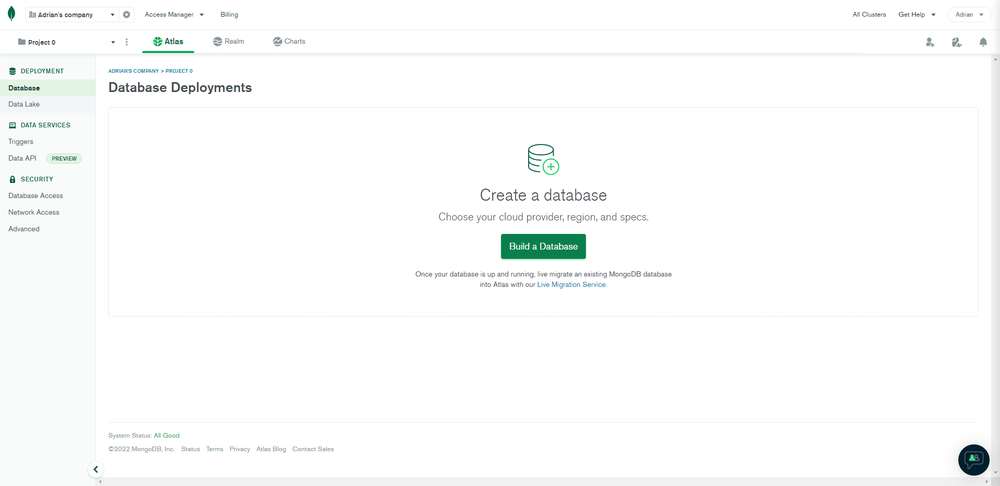 Adrian's company
Access Manager
Billing
All Clusters
Get Help
Adrian
Project 0
Atlas
Realm
Charts
DEPLOYMENT
Database
Data Lake
DATA SERVICES
Triggers
Data API PREVIEW
SECURITY
Database Access
Network Access
Advanced
ADRIAN'S COMPANY > PROJECT 0
Database Deployments
Create a database
Choose your cloud provider, region, and specs.
Build a Database
Once your database is up and running, live migrate an existing MongoDB database
into Atlas with our Live Migration Service.
System Status: All Good
©2022 MongoDB, Inc. Status Terms Privacy Atlas Blog Contact Sales